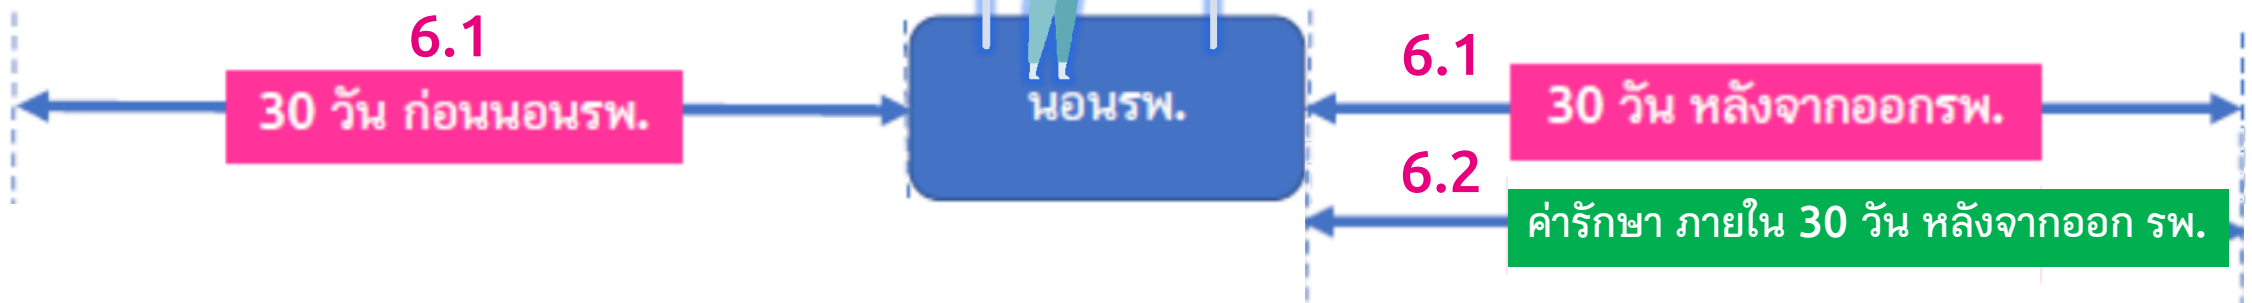 6.1
30 วัน ก่อนนอนรพ.
นอนรพ.
6.1
30 วัน หลังจากออกรพ.
6.2
ค่ารักษา ภายใน 30 วัน หลังจากออก รพ.